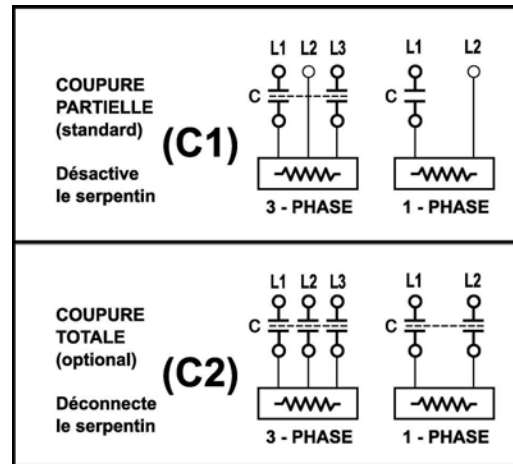 COUPURE
PARTIELLE
(standard)
Désactive
le serpentin
(C1)
L1 L2 L3
C
3 - PHASE
L1 L2
C
1 - PHASE
COUPURE
TOTALE
(optional)
Déconnecte
le serpentin
(C2)
L1 L2 L3
C
3 - PHASE
L1 L2
C
1 - PHASE